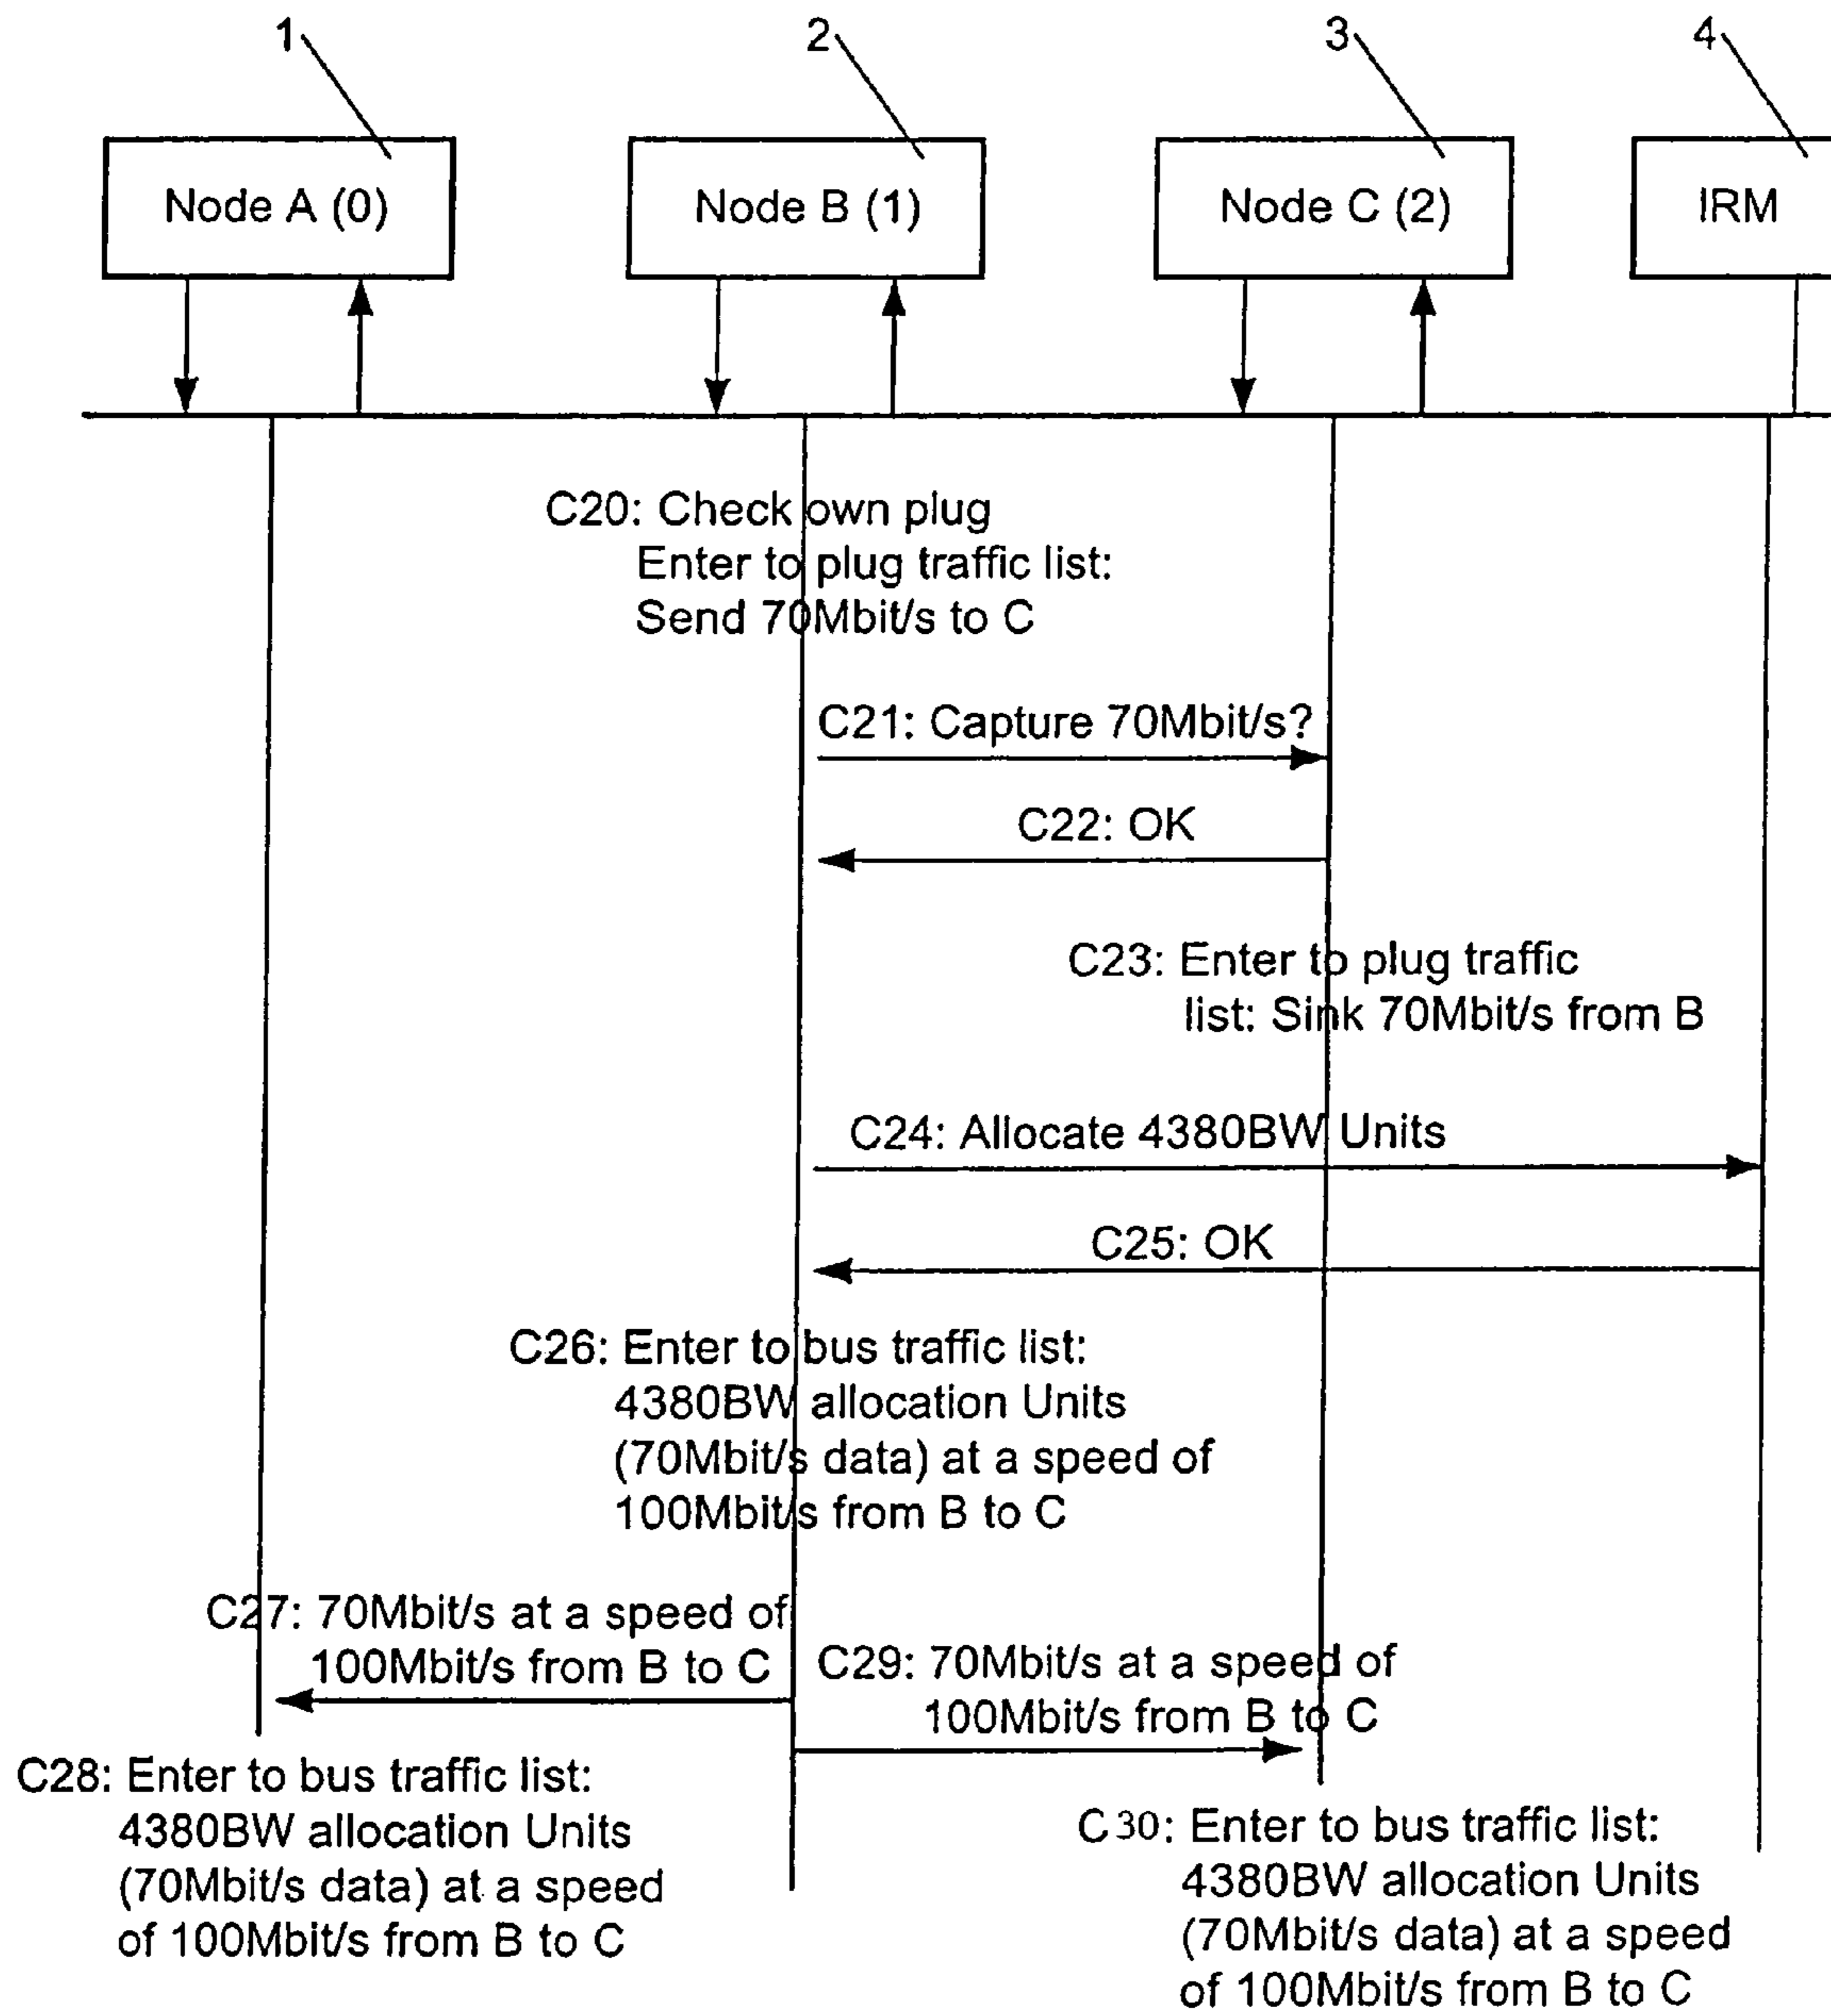 1
2
3
4
Node A (0)
Node B (1)
Node C (2)
IRM
C20: Check own plug
Enter to plug traffic list:
Send 70Mbit/s to C
C21: Capture 70Mbit/s?
C22: OK
C23: Enter to plug traffic
list: Sink 70Mbit/s from B
C24: Allocate 4380BW Units
C25: OK
C26: Enter to bus traffic list:
4380BW allocation Units
(70Mbit/s data) at a speed of
100Mbit/s from B to C
C27: 70Mbit/s at a speed of
100Mbit/s from B to C
C29: 70Mbit/s at a speed of
100Mbit/s from B to C
C28: Enter to bus traffic list:
4380BW allocation Units
(70Mbit/s data) at a speed
of 100Mbit/s from B to C
C30: Enter to bus traffic list:
4380BW allocation Units
(70Mbit/s data) at a speed
of 100Mbit/s from B to C